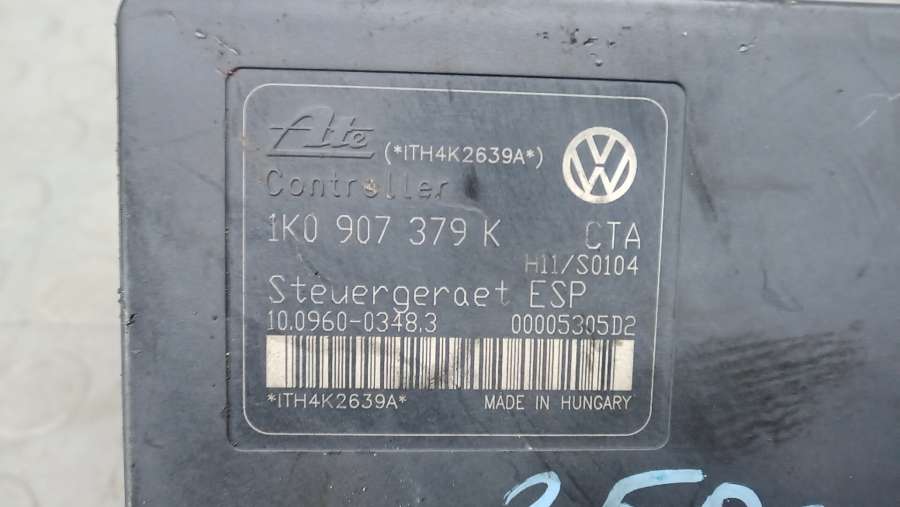 Ate (*ITH4K2639A*)
Controller
1K0 907 379 K CTA
H11/S0104
Steuergeraet ESP
10.0960-0348.3 00005305D2
*ITH4K2639A* MADE IN HUNGARY